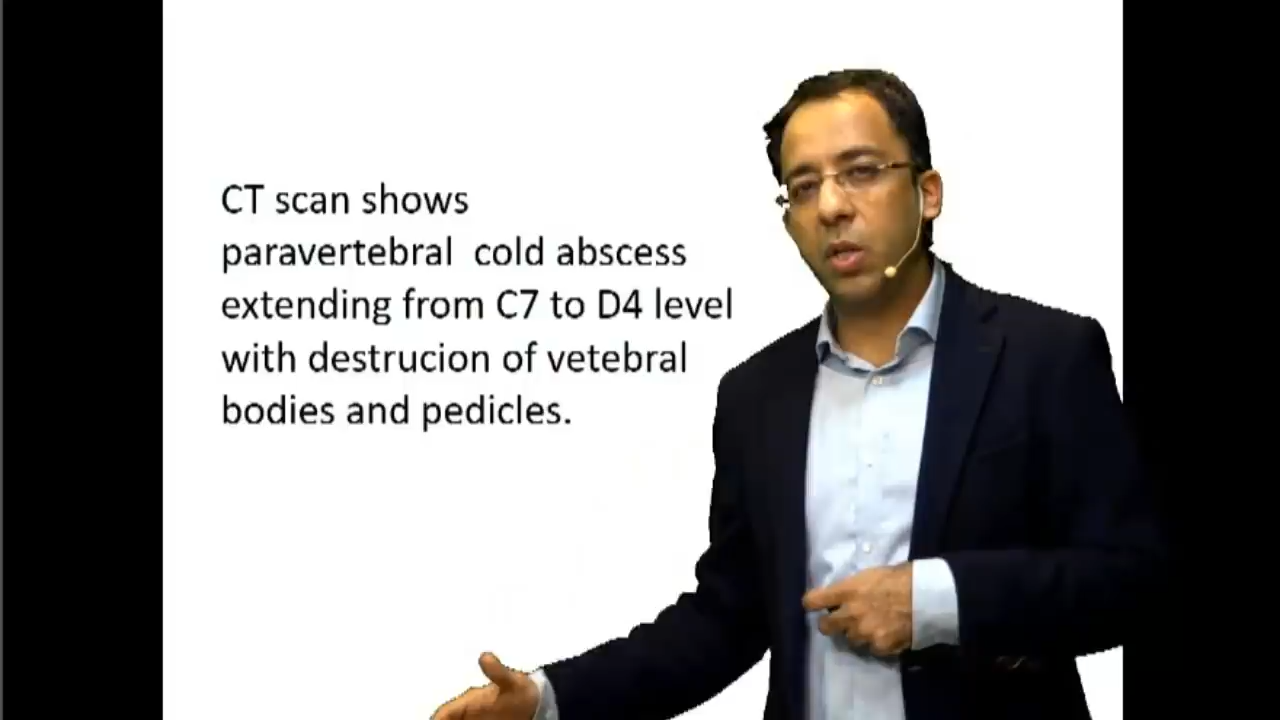 CT scan shows
paravertebral cold abscess
extending from C7 to D4 level
with destrucion of vetebral
bodies and pedicles.